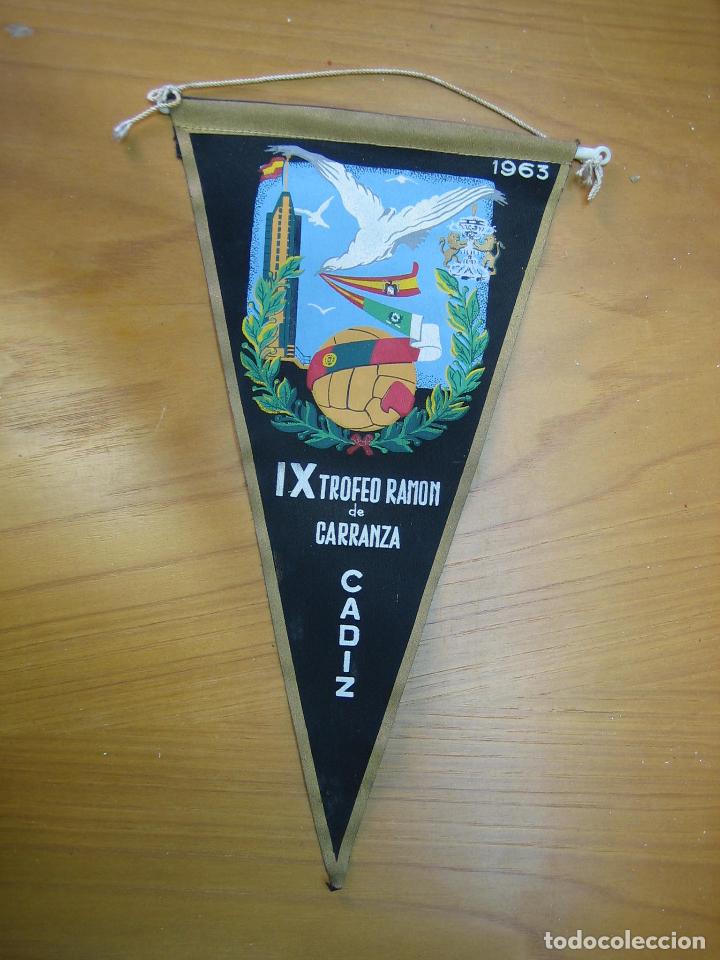 1963
IX TROFEO RAMON
de
CARRANZA
CADIZ
todocoleccion